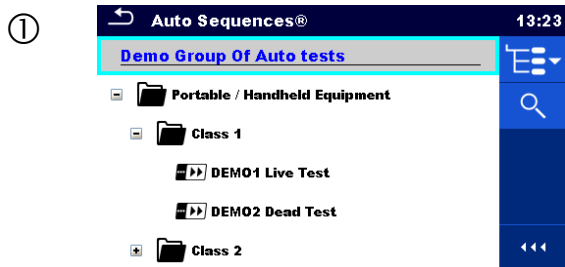 ①
Auto Sequences® 13:23
Demo Group Of Auto tests
Portable / Handheld Equipment
Class 1
DEMO1 Live Test
DEMO2 Dead Test
Class 2